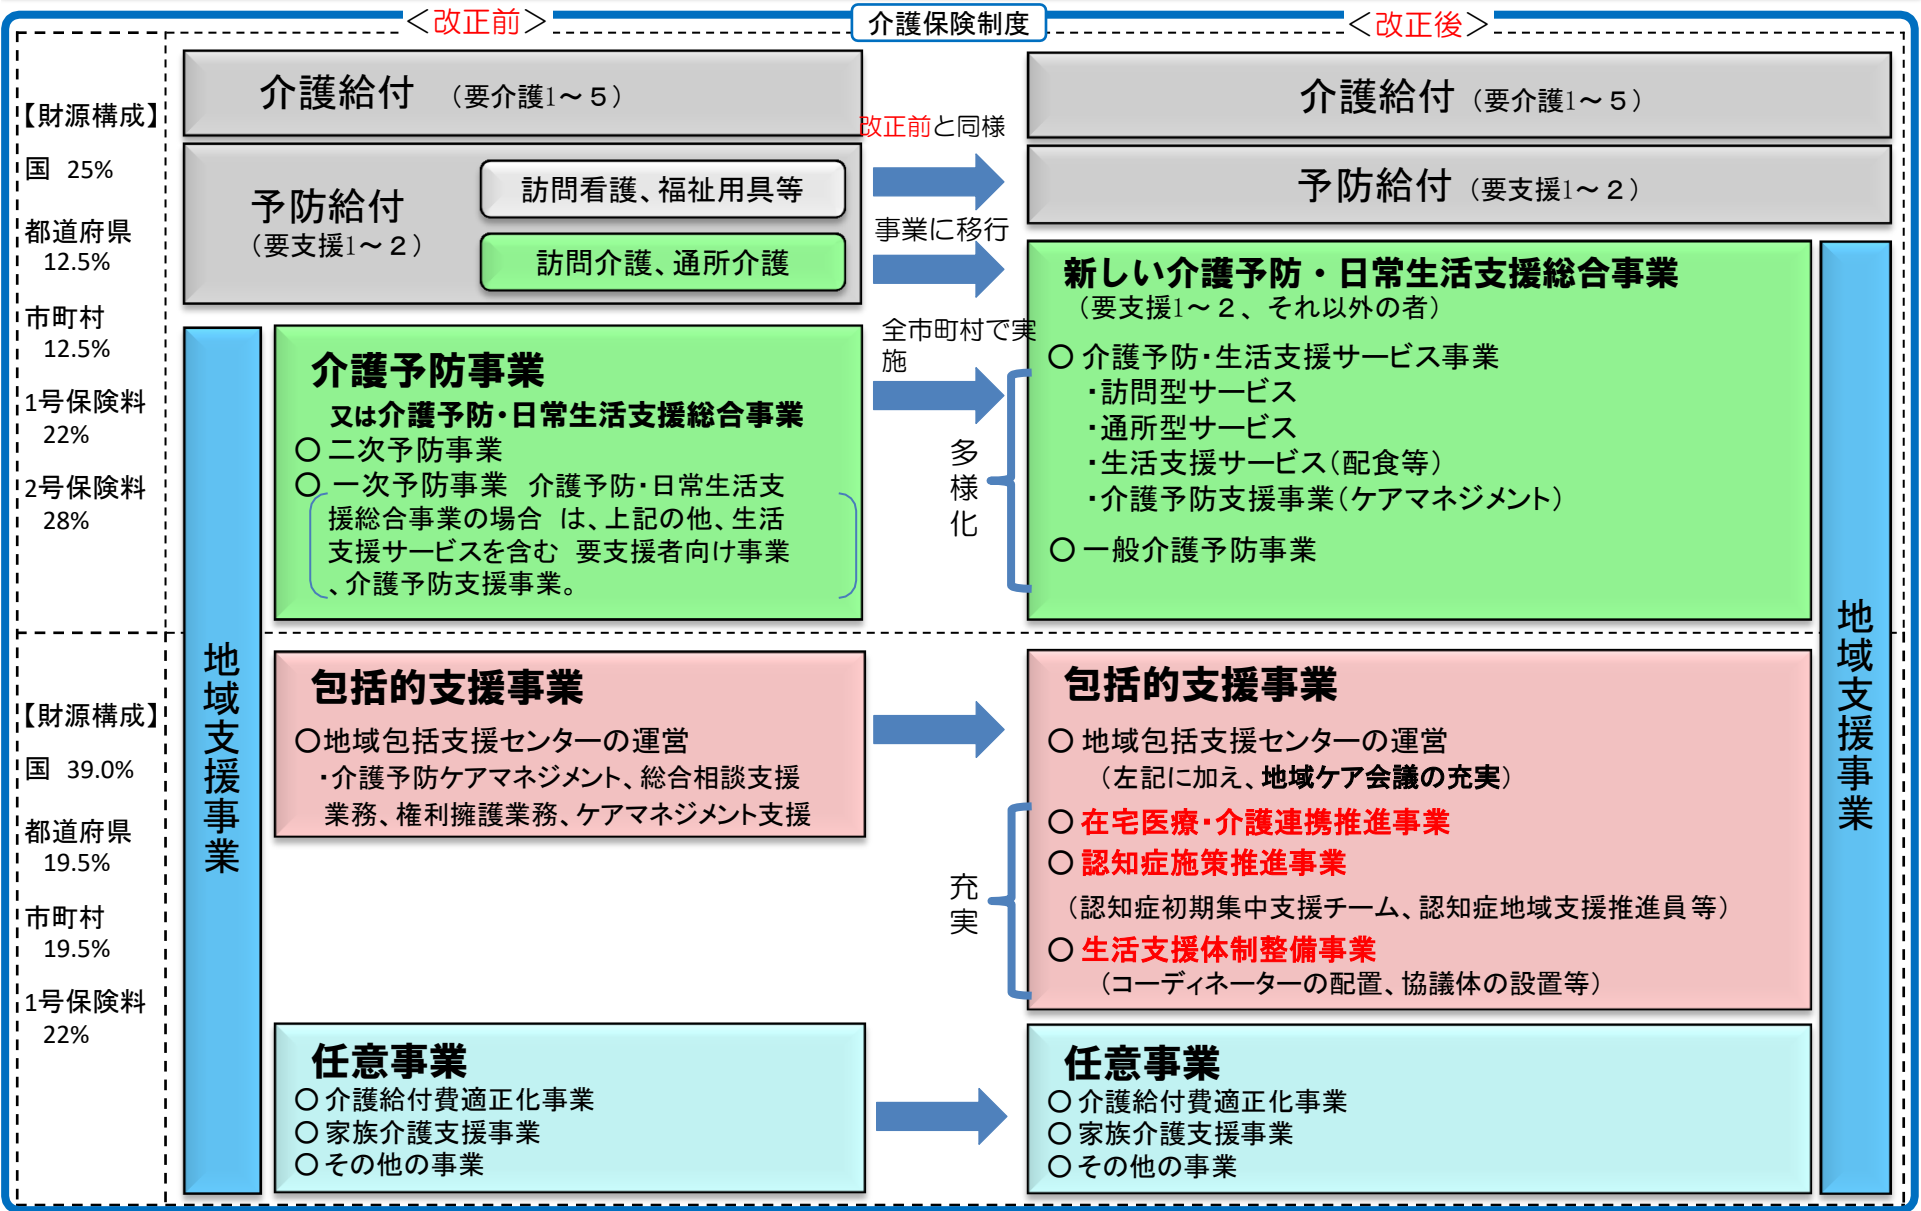 介護保険制度
＜改正前＞
＜改正後＞
【財源構成】
国 25%
都道府県
12.5%
市町村
12.5%
1号保険料
22%
2号保険料
28%
【財源構成】
国 39.0%
都道府県
19.5%
市町村
19.5%
1号保険料
22%
介護給付 （要介護1～５）
予防給付
（要支援1～２）
訪問看護、福祉用具等
訪問介護、通所介護
地域支援事業
介護予防事業
又は介護予防・日常生活支援総合事業
○ 二次予防事業
○ 一次予防事業 介護予防・日常生活支
援総合事業の場合 は、上記の他、生活
支援サービスを含む 要支援者向け事業
、介護予防支援事業。
包括的支援事業
○地域包括支援センターの運営
・介護予防ケアマネジメント、総合相談支援
業務、権利擁護業務、ケアマネジメント支援
任意事業
○ 介護給付費適正化事業
○ 家族介護支援事業
○ その他の事業
改正前と同様
事業に移行
全市町村で実
施
多様化
充実
介護給付（要介護1～５）
予防給付（要支援1～２）
新しい介護予防・日常生活支援総合事業
（要支援1～２、それ以外の者）
○ 介護予防・生活支援サービス事業
・訪問型サービス
・通所型サービス
・生活支援サービス（配食等）
・介護予防支援事業（ケアマネジメント）
○ 一般介護予防事業
包括的支援事業
○ 地域包括支援センターの運営
（左記に加え、地域ケア会議の充実）
○ 在宅医療・介護連携推進事業
○ 認知症施策推進事業
（認知症初期集中支援チーム、認知症地域支援推進員 等）
○ 生活支援体制整備事業
（コーディネーターの配置、協議体の設置等）
任意事業
○ 介護給付費適正化事業
○ 家族介護支援事業
○ その他の事業
地域支援事業